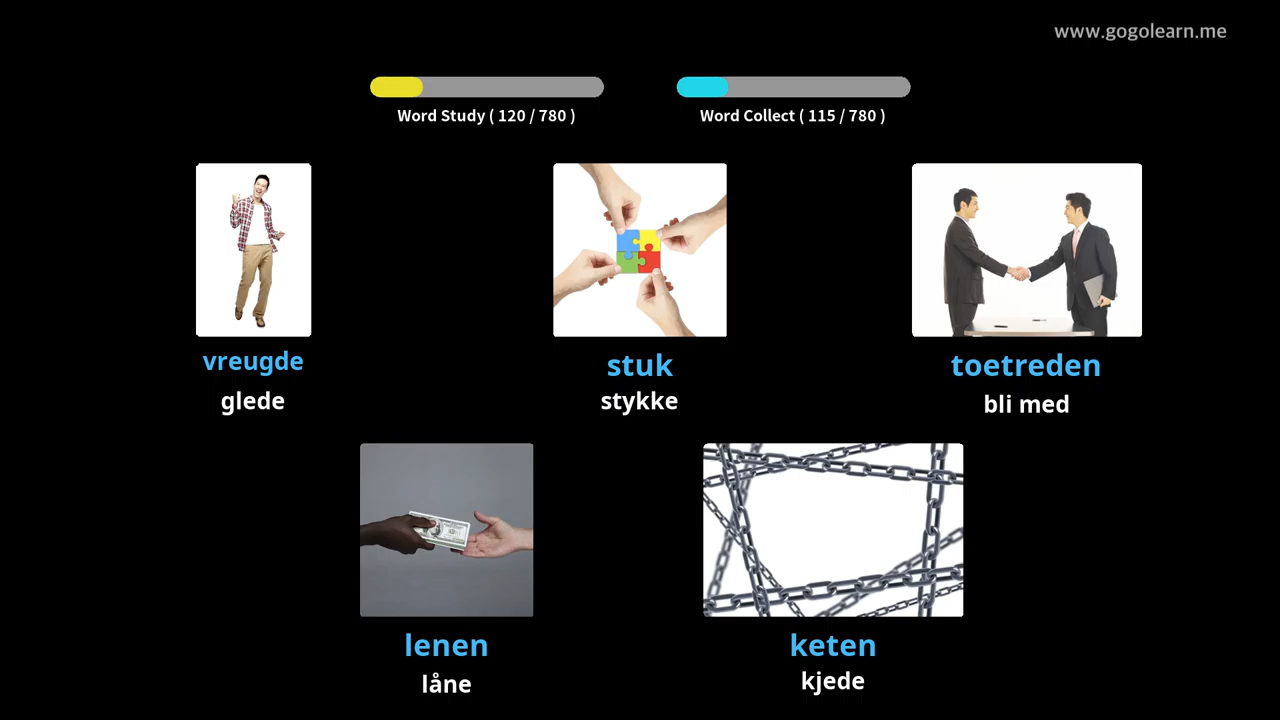 www.gogolearn.me
Word Study ( 120 / 780 )
Word Collect ( 115 / 780 )
vreugde
glede
stuk
stykke
toetreden
bli med
lenen
låne
keten
kjede